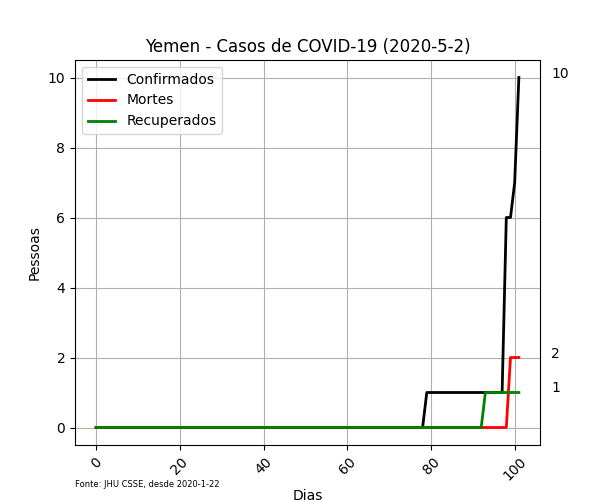 Yemen - Casos de COVID-19 (2020-5-2)
Confirmados
Mortes
Recuperados
Pessoas
10
8
6
4
2
0
10
2
1
0
20
40
60
80
100
Fonte: JHU CSSE, desde 2020-1-22
Dias